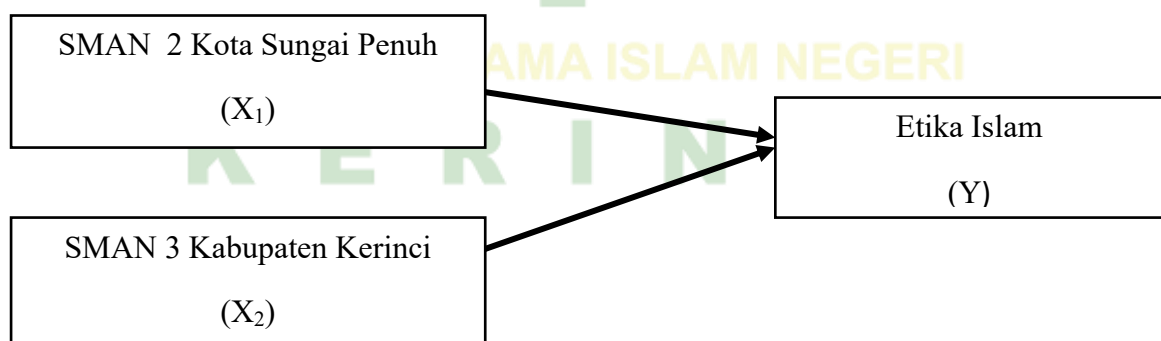 SMAN 2 Kota Sungai Penuh
(X₁)
AMA ISLAM NEGERI
Etika Islam
(Y)
K E R I N
SMAN 3 Kabupaten Kerinci
(X₂)